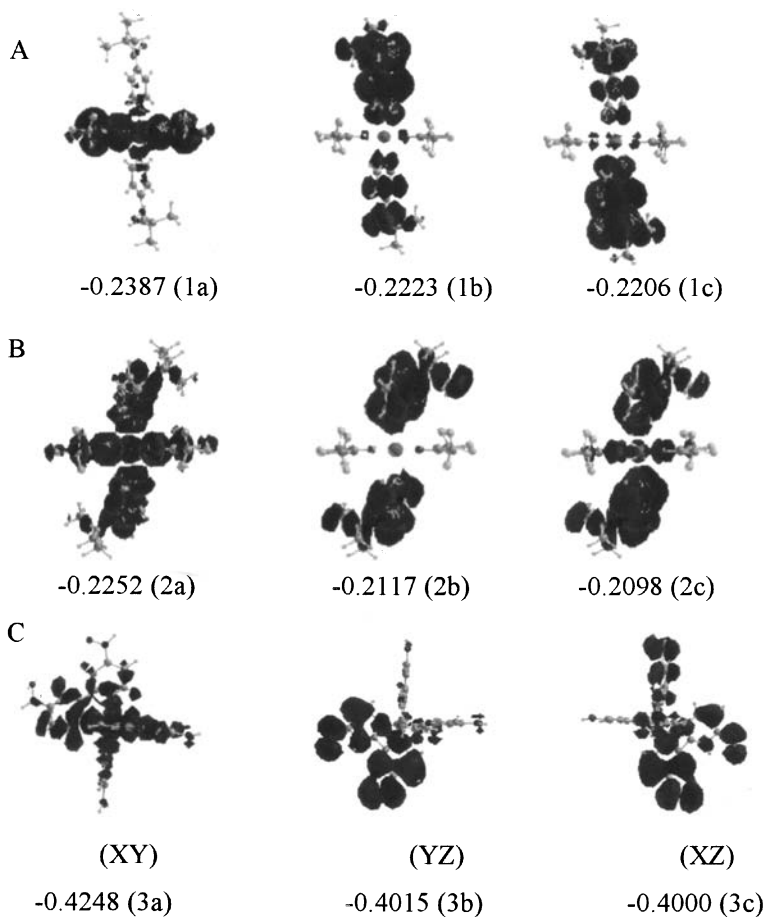 A
-0.2387 (1a) -0.2223 (1b) -0.2206 (1c)
B
-0.2252 (2a) -0.2117 (2b) -0.2098 (2c)
C
(XY) (YZ) (XZ)
-0.4248 (3a) -0.4015 (3b) -0.4000 (3c)